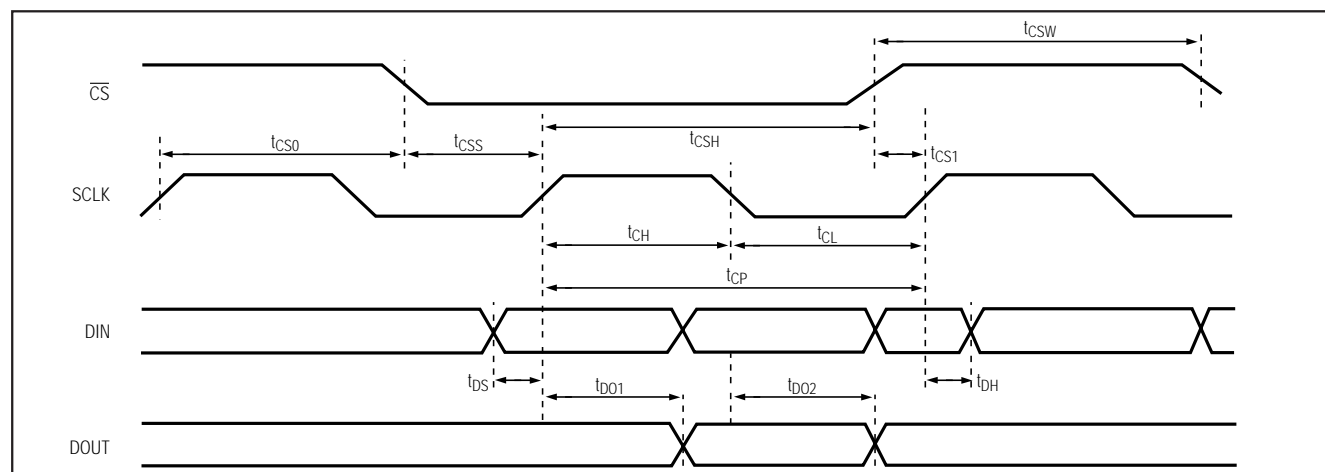 tCSW
CS
tCS0
tCSS
tCSH
tCS1
SCLK
tCH
tCL
tCP
DIN
tDS
tDO1
tDO2
tDH
DOUT